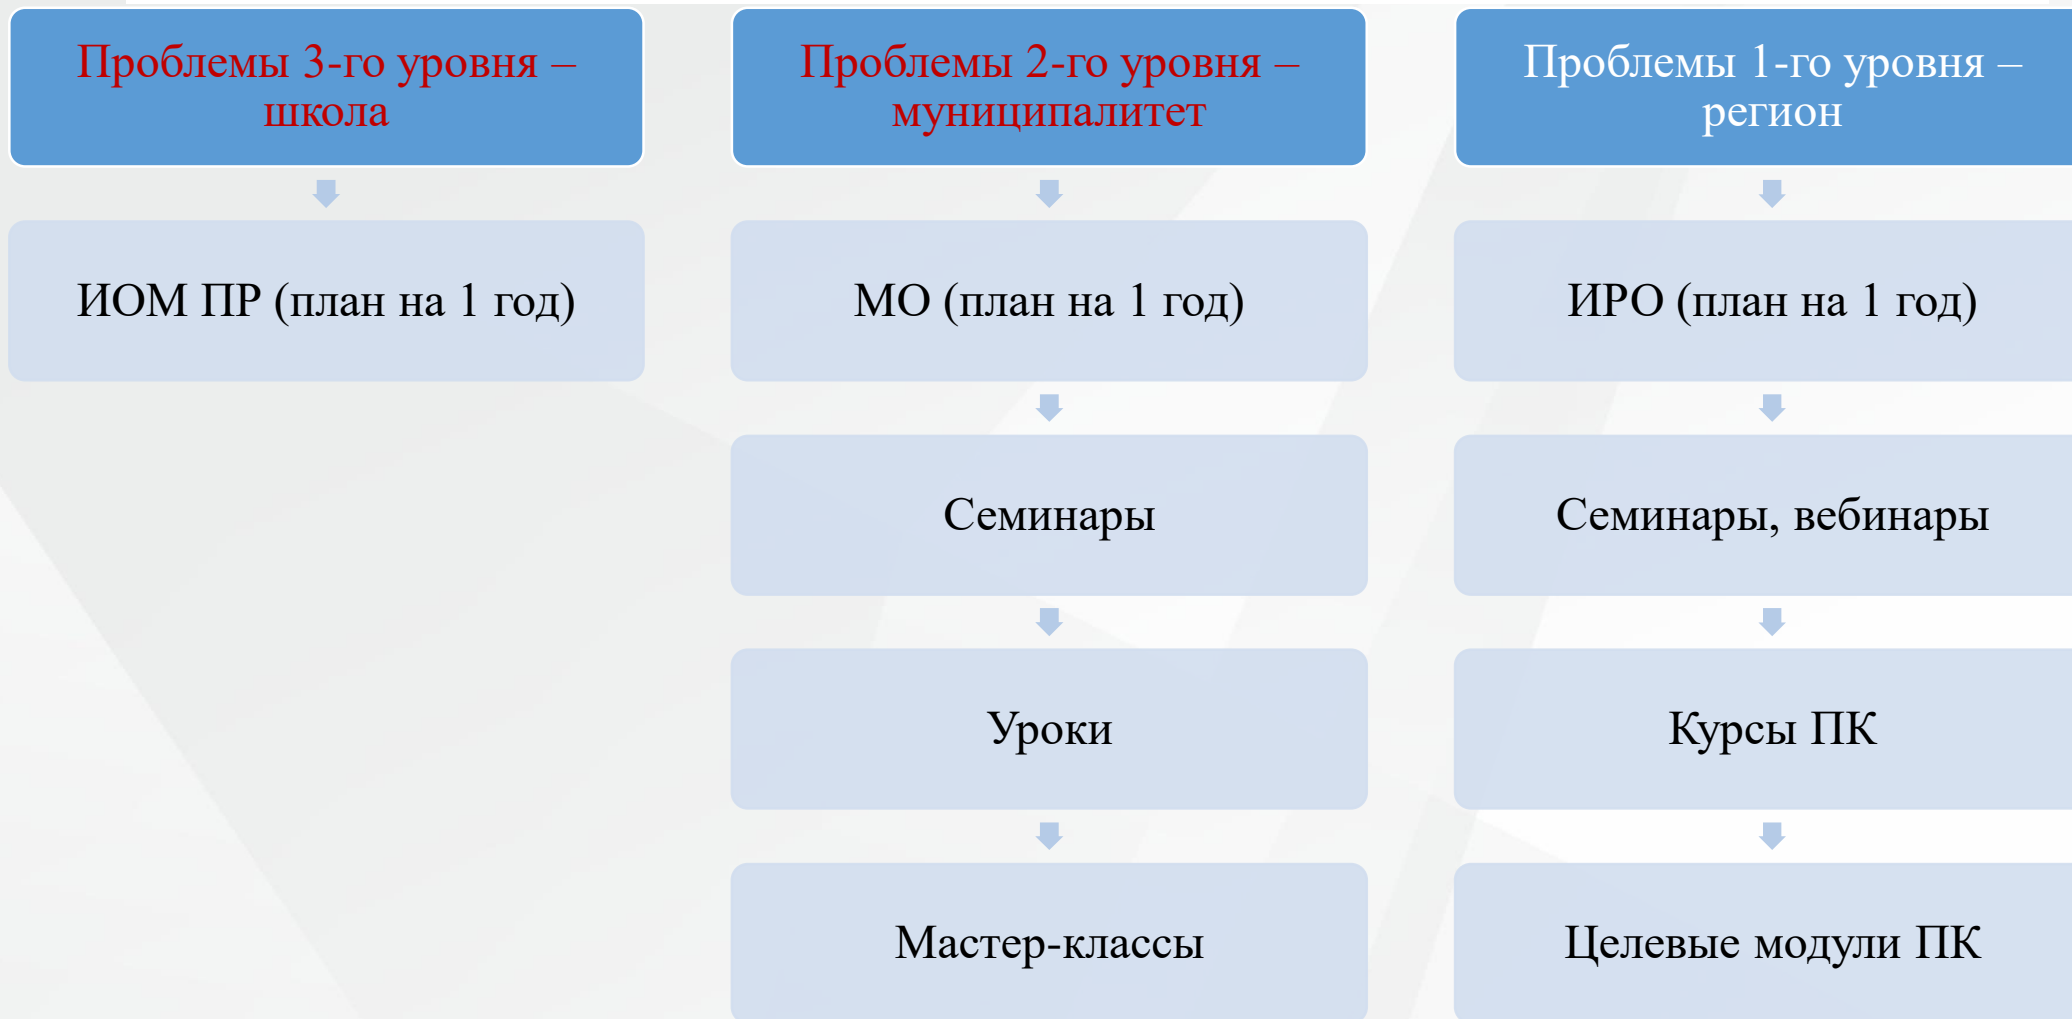 Проблемы 3-го уровня –
школа
ИОМ ПР (план на 1 год)
Проблемы 2-го уровня –
муниципалитет
МО (план на 1 год)
Семинары
Уроки
Мастер-классы
Проблемы 1-го уровня –
регион
ИРО (план на 1 год)
Семинары, вебинары
Курсы ПК
Целевые модули ПК